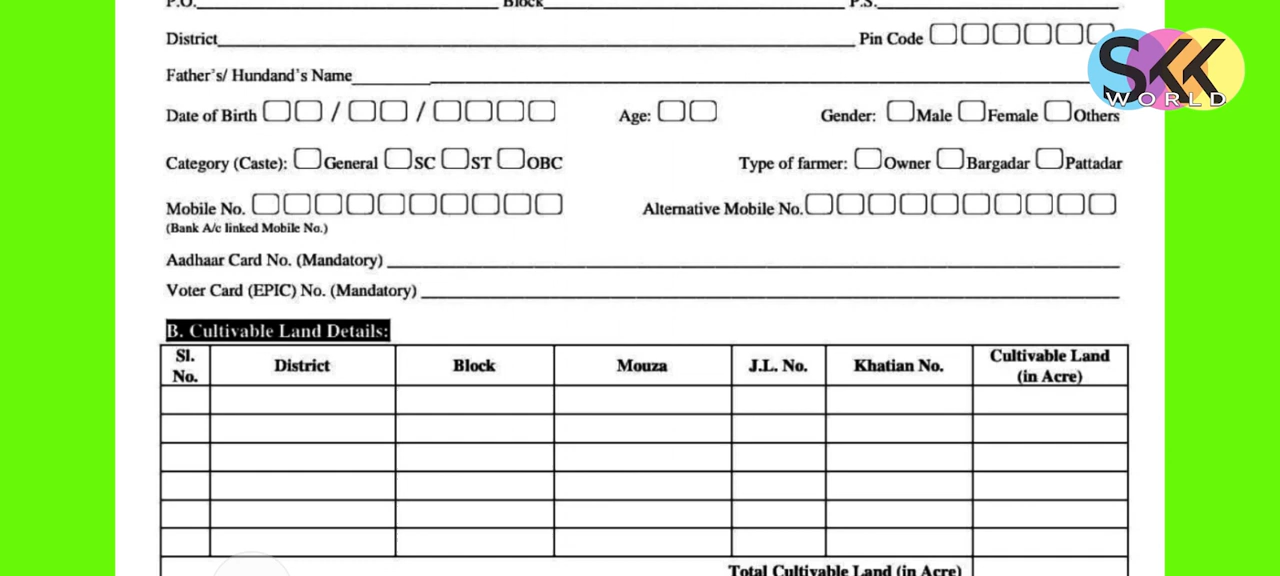 P.O. Block P.S.
District Pin Code
Father's/ Hundand's Name
Date of Birth / / Age: Gender: Male Female Others
Category (Caste): General SC ST OBC Type of farmer: Owner Bargadar Pattadar
Mobile No. Alternative Mobile No.
(Bank A/c linked Mobile No.)
Aadhaar Card No. (Mandatory)
Voter Card (EPIC) No. (Mandatory)
B. Cultivable Land Details:
Sl. No. District Block Mouza J.L. No. Khatian No. Cultivable Land (in Acre)
Total Cultivable Land (in Acre)
SKK
WORLD